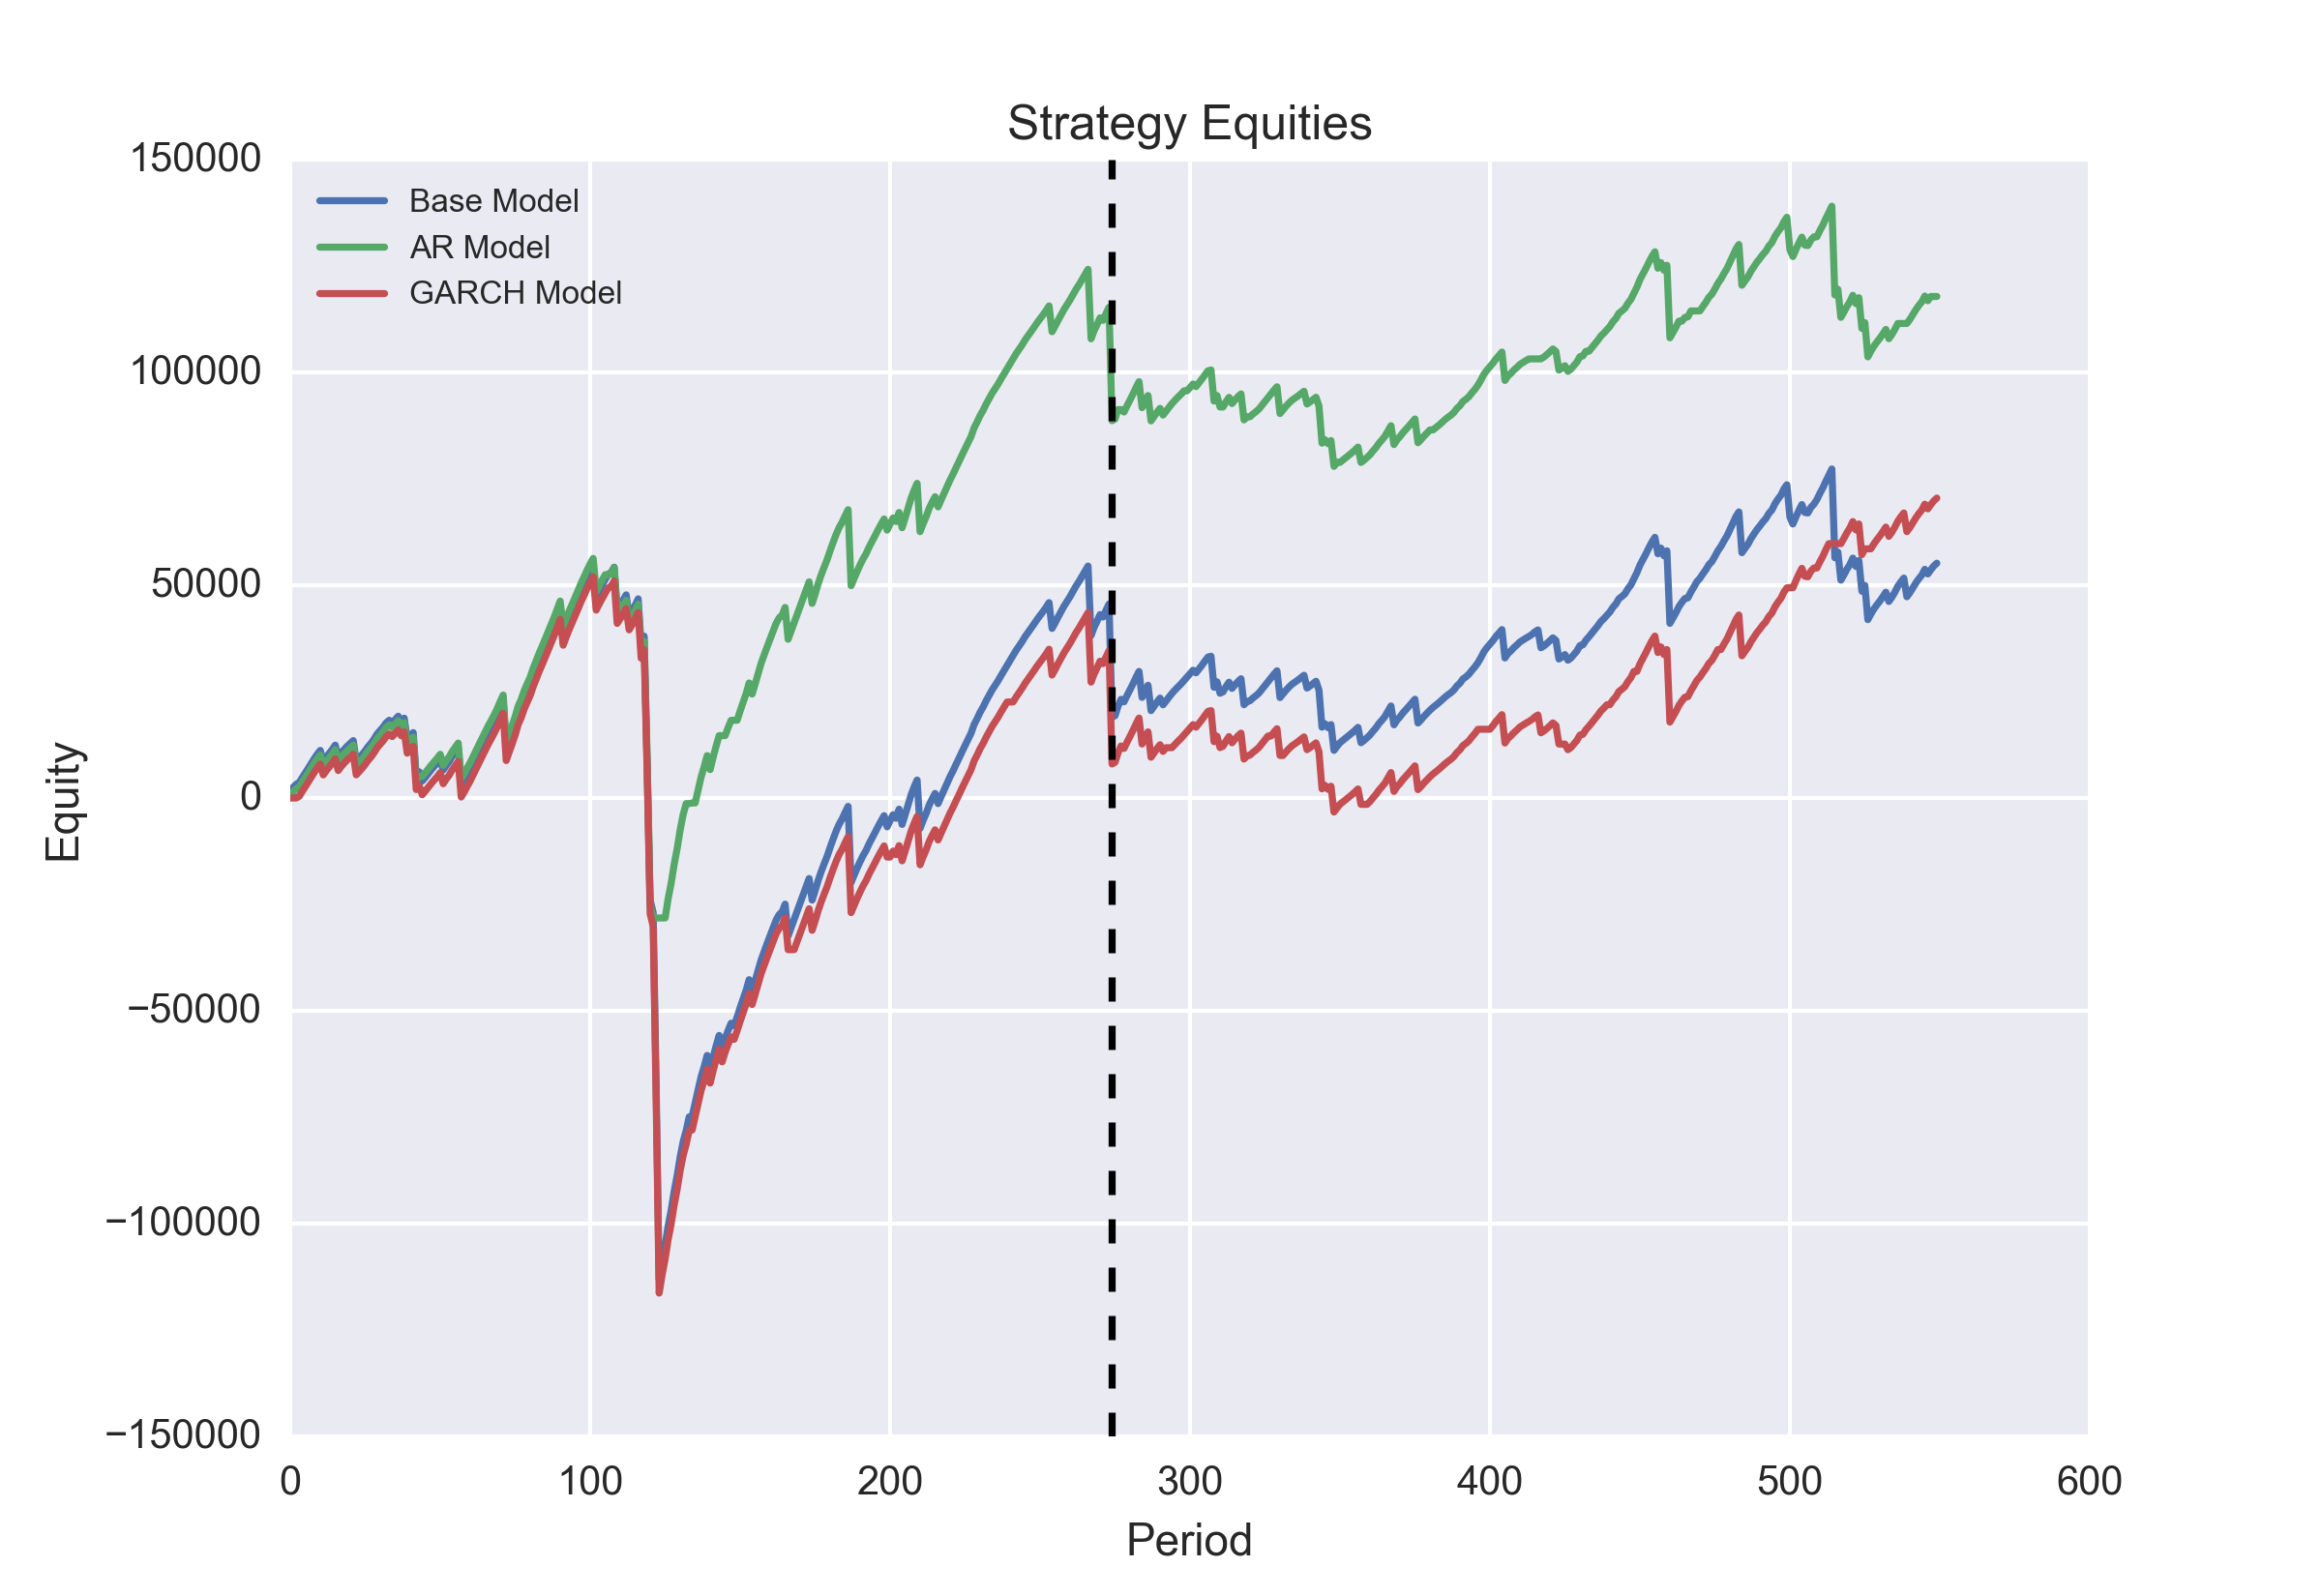 Strategy Equities
150000
100000
50000
0
−50000
−100000
−150000
Equity
Base Model
AR Model
GARCH Model
0 100 200 300 400 500 600
Period